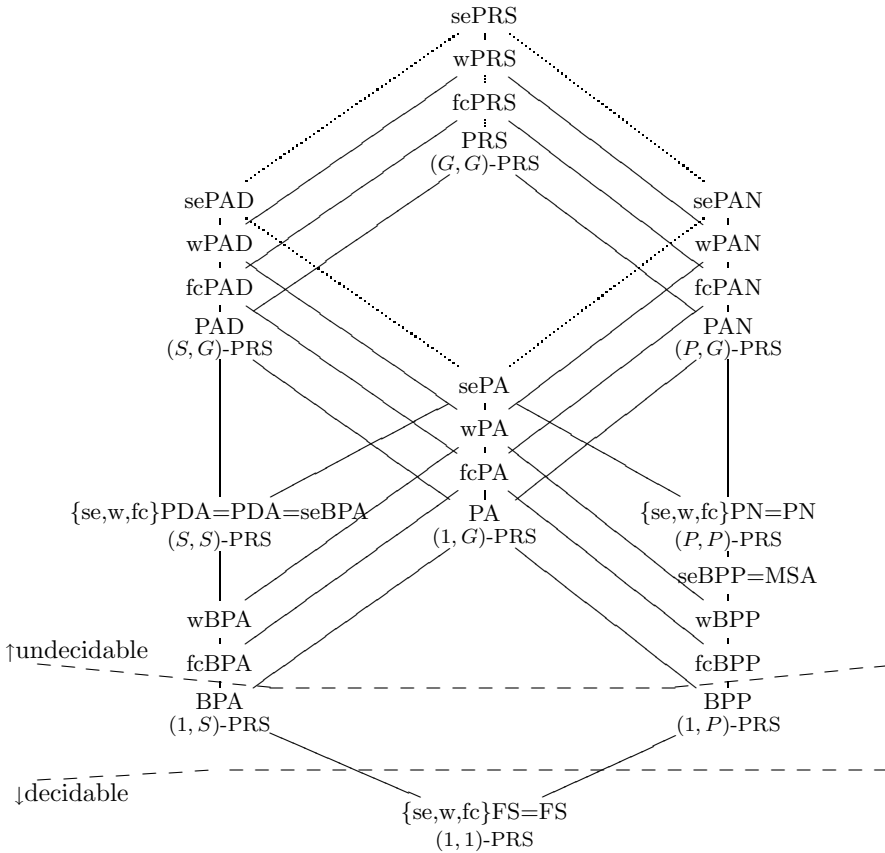 sePRS
wPRS
fcPRS
PRS
(G, G)-PRS
sePAD
sePAN
wPAD
wPAN
fcPAD
fcPAN
PAD
(S, G)-PRS
PAN
(P, G)-PRS
sePA
wPA
fcPA
{se,w,fc}PDA=PDA=seBPA
(S, S)-PRS
PA
(1, G)-PRS
{se,w,fc}PN=PN
(P, P)-PRS
seBPP=MSA
wBPA
wBPP
↑undecidable
fcBPA
fcBPP
BPA
(1, S)-PRS
BPP
(1, P)-PRS
↓decidable
{se,w,fc}FS=FS
(1, 1)-PRS